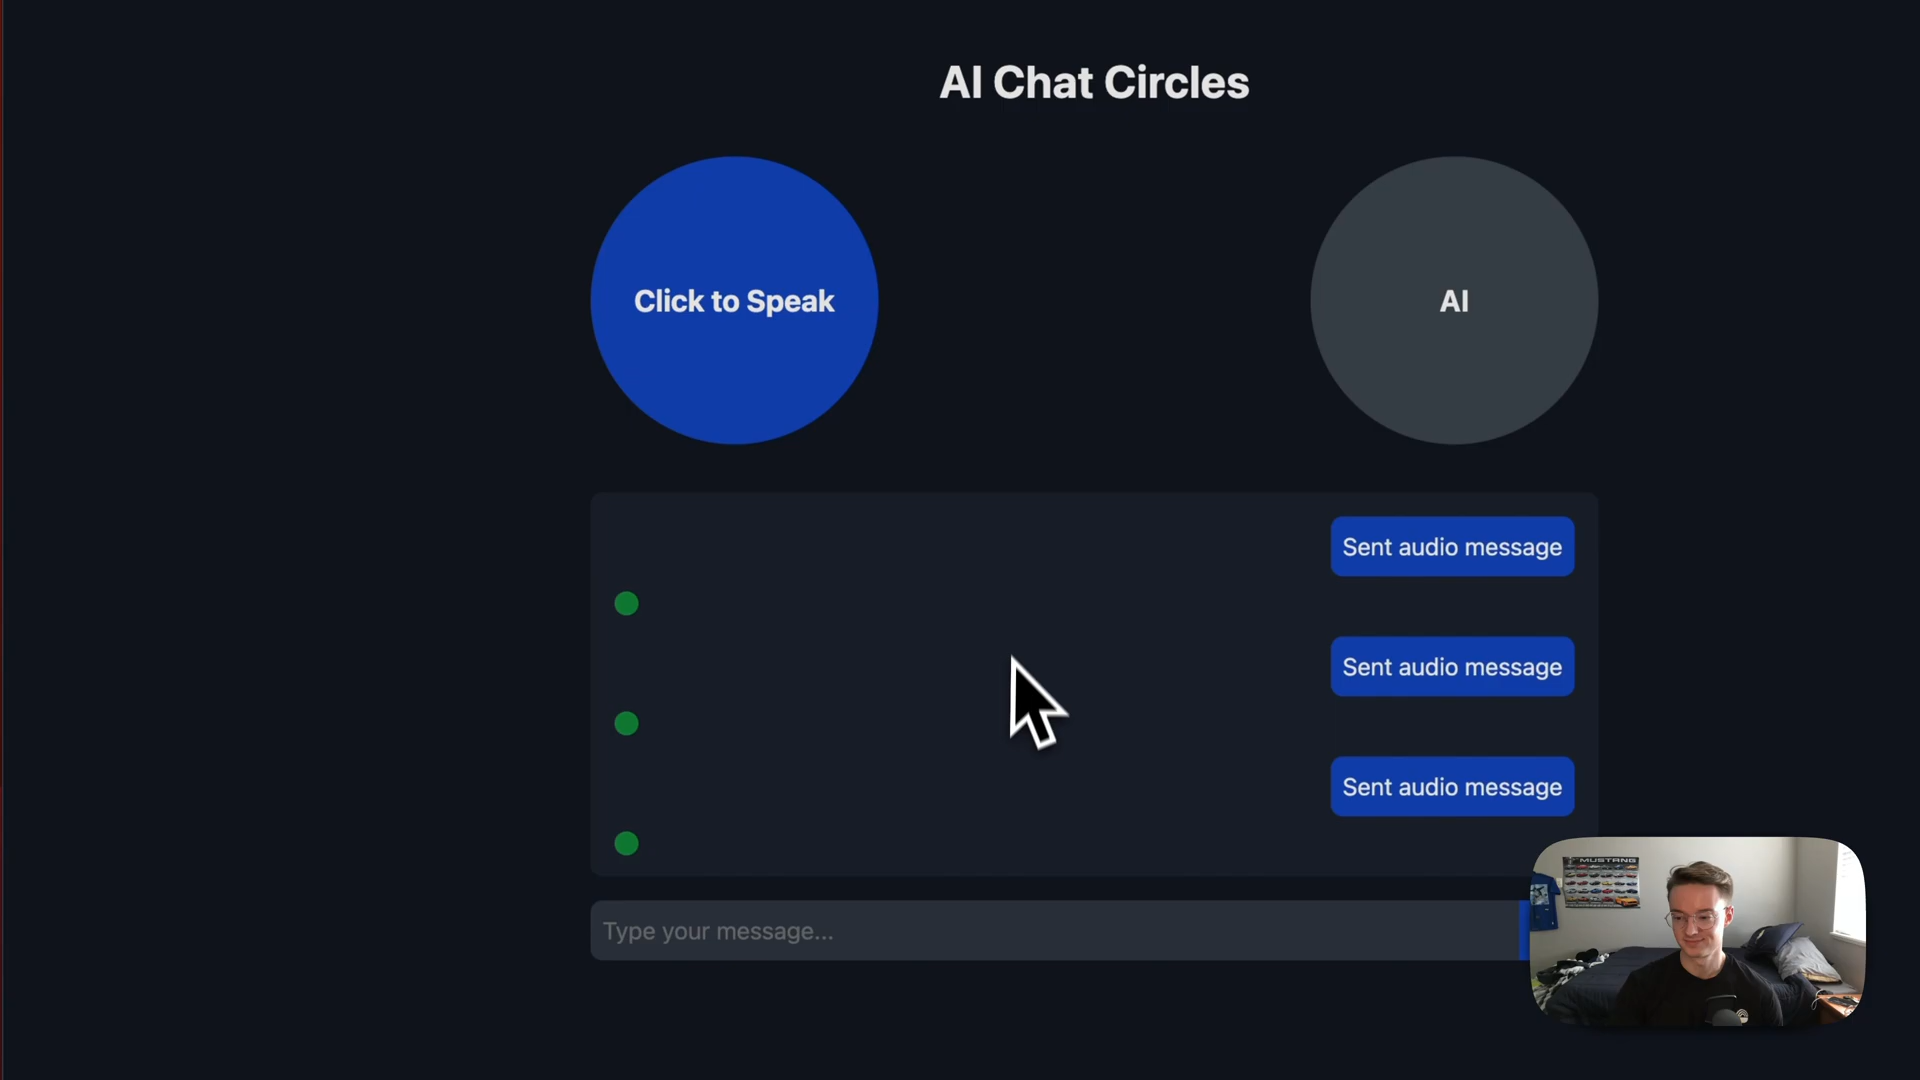 AI Chat Circles
Click to Speak
AI
Sent audio message
Sent audio message
Sent audio message
Type your message...
MUSTANG